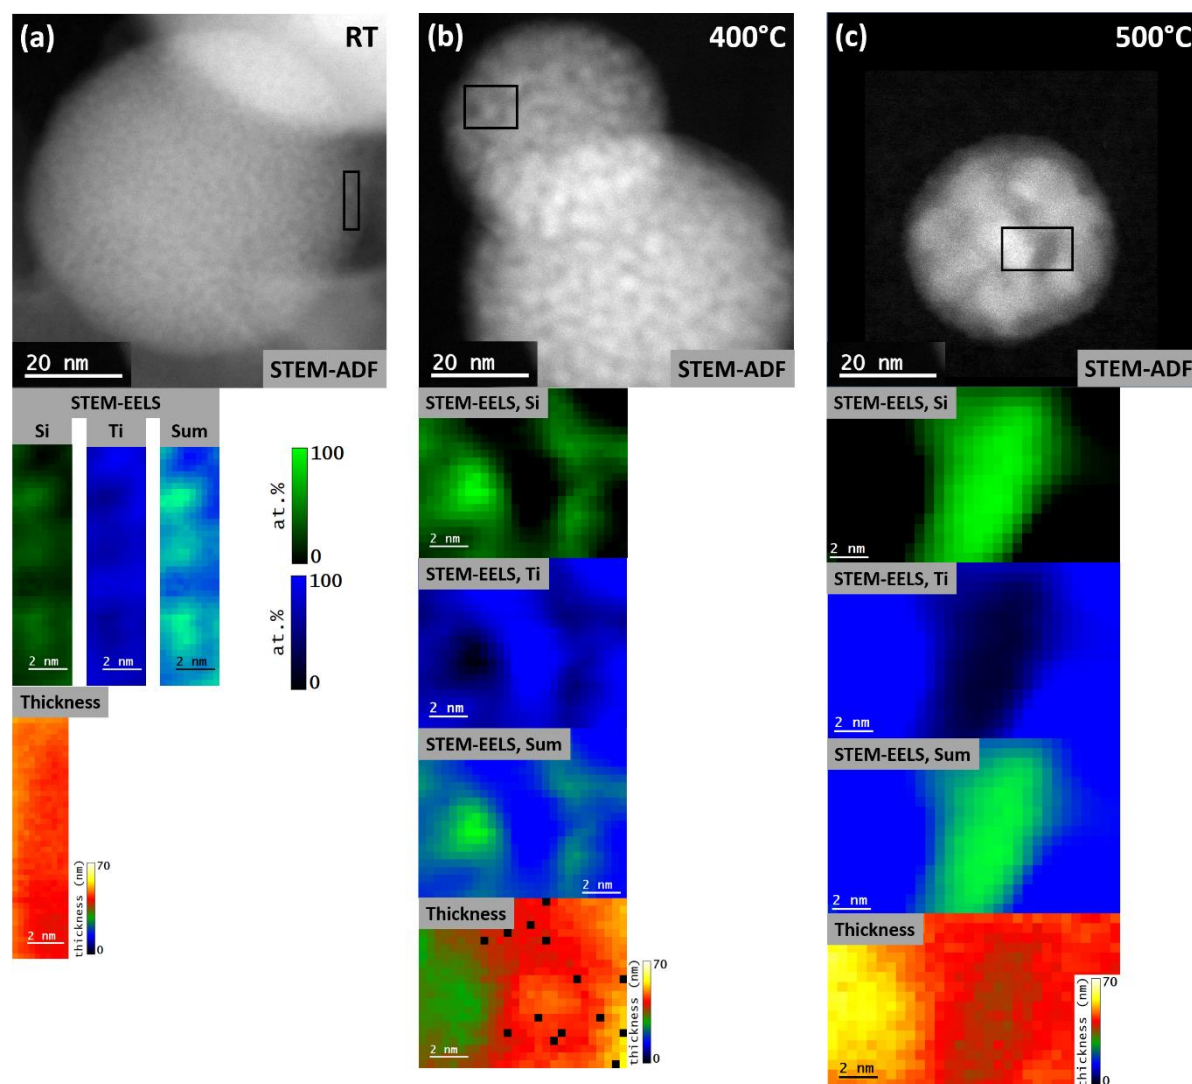 (a) RT
20 nm STEM-ADF
STEM-EELS
Si Ti Sum
2 nm 2 nm 2 nm
at.% 100 0
at.% 100 0
Thickness
2 nm
thickness (nm) 70 0
(b) 400°C
20 nm STEM-ADF
STEM-EELS, Si
2 nm
STEM-EELS, Ti
2 nm
STEM-EELS, Sum
2 nm
Thickness
2 nm
thickness (nm) 70 0
(c) 500°C
20 nm STEM-ADF
STEM-EELS, Si
2 nm
STEM-EELS, Ti
2 nm
STEM-EELS, Sum
2 nm
Thickness
2 nm
thickness (nm) 70 0